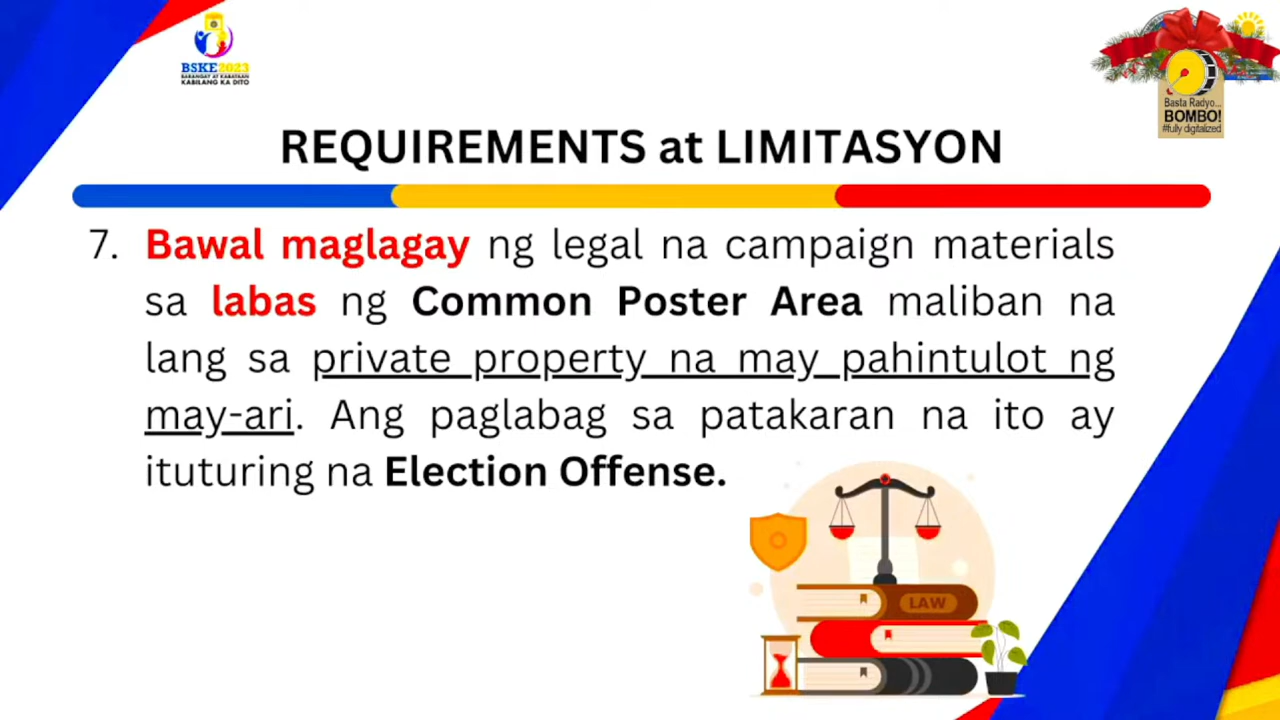 BSKE2023
BARANGAY AT KABATAAN
KABILANG KA DITO
Basta Radyo...
BOMBO!
#fully digitalized
REQUIREMENTS at LIMITASYON
7. Bawal maglagay ng legal na campaign materials
sa labas ng Common Poster Area maliban na
lang sa private property na may pahintulot ng
may-ari. Ang paglabag sa patakaran na ito ay
ituturing na Election Offense.
LAW